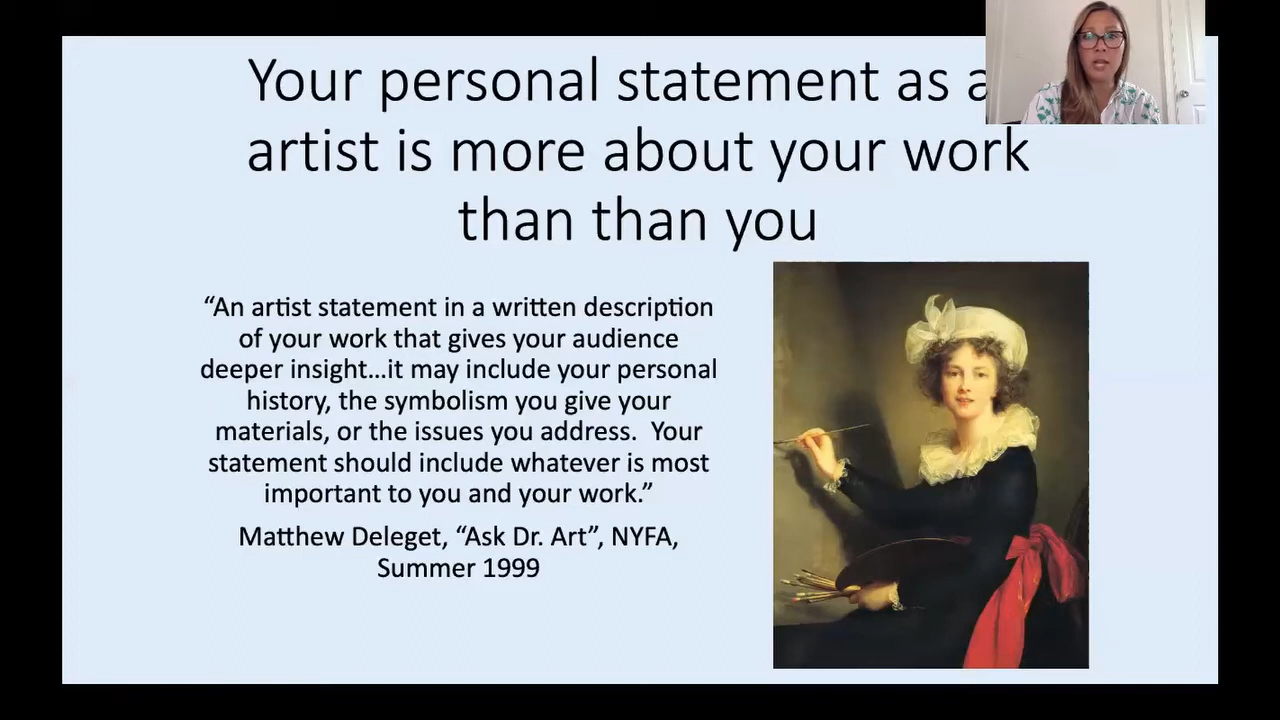 Your personal statement as a
artist is more about your work
than than you
“An artist statement in a written description
of your work that gives your audience
deeper insight…it may include your personal
history, the symbolism you give your
materials, or the issues you address.  Your
statement should include whatever is most
important to you and your work.”
Matthew Deleget, “Ask Dr. Art”, NYFA,
Summer 1999